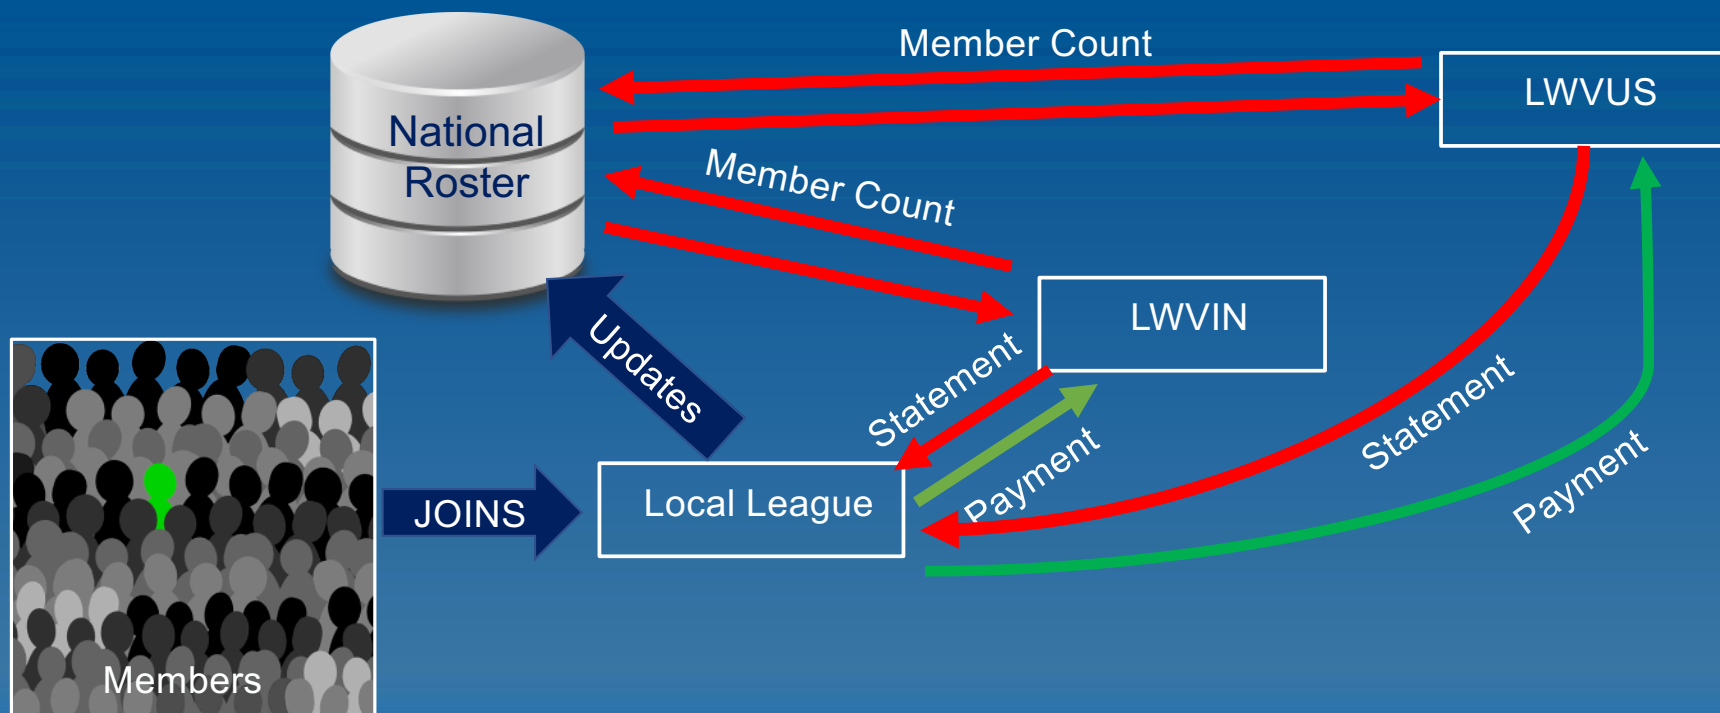 Member Count
LWVUS
National
Roster
Member Count
LWVIN
Updates
Statement
Payment
Statement
Payment
JOINS
Local League
Members